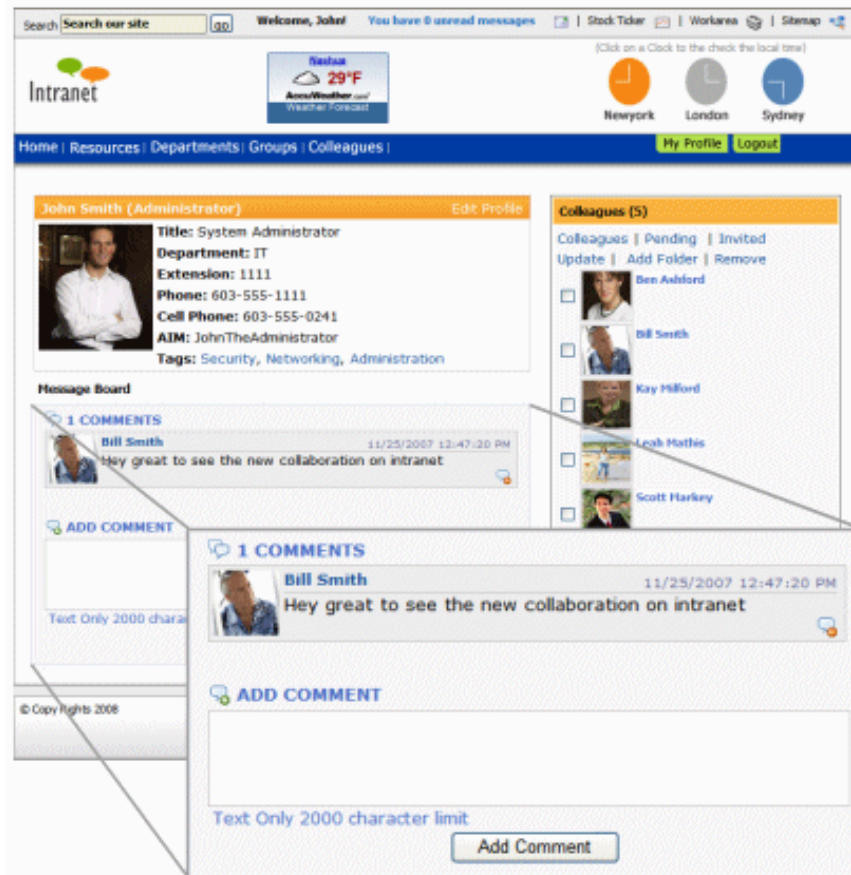 Search Search our site go Welcome, John! You have 0 unread messages | Stock Ticker | Workarea | Sitemap
(Click on a Clock to the check the local time)
Intranet
Nashua
29°F
AccuWeather.com
Weather Forecast
Newyork London Sydney
Home | Resources | Departments | Groups | Colleagues |
My Profile Logout
John Smith (Administrator) Edit Profile
Title: System Administrator
Department: IT
Extension: 1111
Phone: 603-555-1111
Cell Phone: 603-555-0241
AIM: JohnTheAdministrator
Tags: Security, Networking, Administration
Colleagues (5)
Colleagues | Pending | Invited
Update | Add Folder | Remove
Ben Ashford
Bill Smith
Kay Milford
Leah Mathis
Scott Markey
Message Board
1 COMMENTS
Bill Smith 11/25/2007 12:47:20 PM
Hey great to see the new collaboration on intranet
ADD COMMENT
Text Only 2000 chara
© Copy Rights 2008
1 COMMENTS
Bill Smith 11/25/2007 12:47:20 PM
Hey great to see the new collaboration on intranet
ADD COMMENT
Text Only 2000 character limit
Add Comment